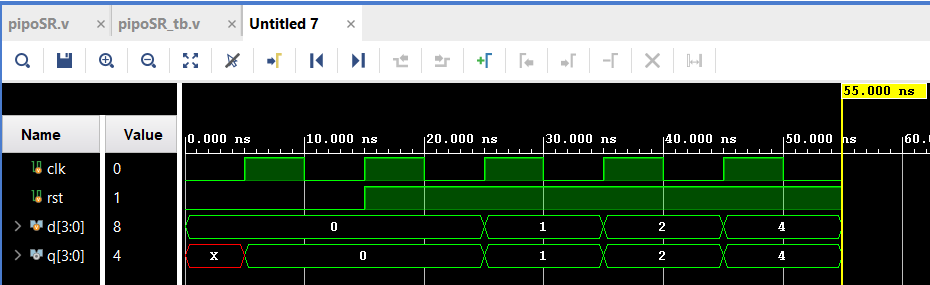 pipoSR.v × pipoSR_tb.v × Untitled 7 ×
55.000 ns
Name Value 0.000 ns 10.000 ns 20.000 ns 30.000 ns 40.000 ns 50.000 ns 60.0
clk 0
rst 1
d[3:0] 8 0 1 2 4
q[3:0] 4 X 0 1 2 4